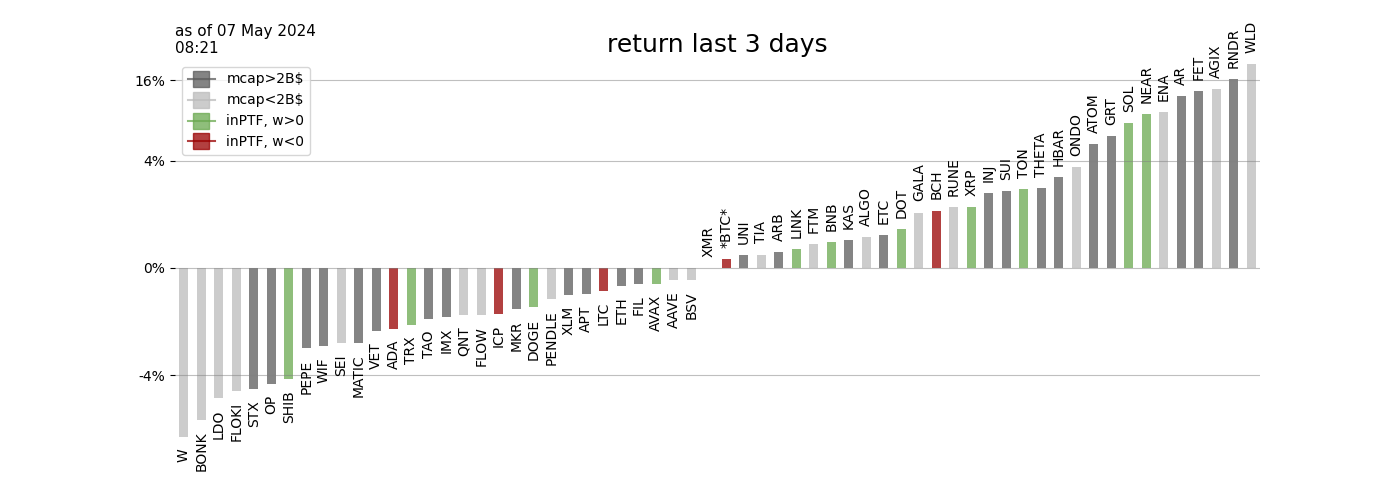 as of 07 May 2024
08:21
return last 3 days
mcap>2B$
mcap<2B$
inPTF, w>0
inPTF, w<0
16%
4%
0%
-4%
W
BONK
LDO
FLOKI
STX
OP
SHIB
PEPE
WIF
SEI
MATIC
VET
ADA
TRX
TAO
IMX
QNT
FLOW
ICP
MKR
DOGE
PENDLE
XLM
APT
LTC
ETH
FIL
AVAX
AAVE
BSV
XMR
*BTC*
UNI
TIA
ARB
LINK
FTM
BNB
KAS
ALGO
ETC
DOT
GALA
BCH
RUNE
XRP
INJ
SUI
TON
THETA
HBAR
ONDO
ATOM
GRT
SOL
NEAR
ENA
AR
FET
AGIX
RNDR
WLD